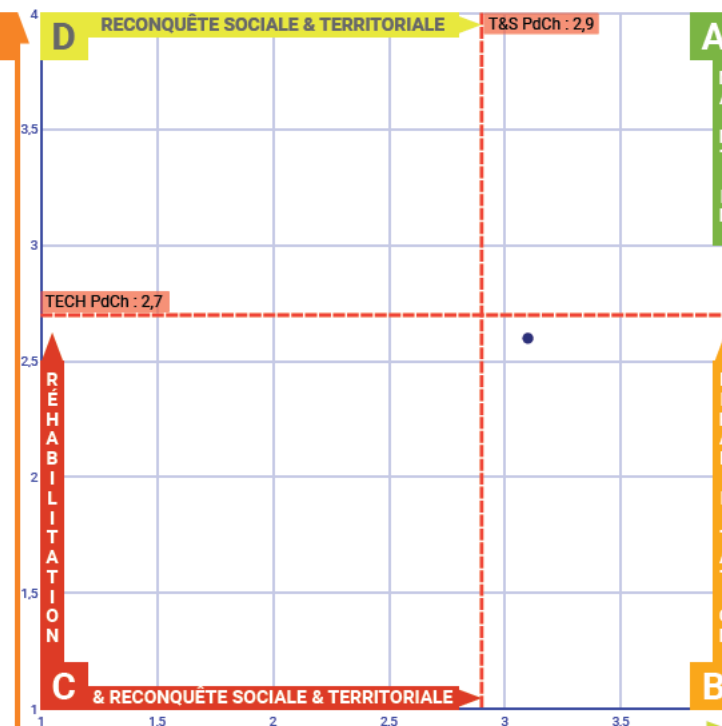 4
D
RECONQUÊTE SOCIALE & TERRITORIALE
T&S PdCh : 2,9
A
3,5
3
TECH PdCh : 2,7
2,5
RÉHABILITATION
2
1,5
C
& RECONQUÊTE SOCIALE & TERRITORIALE
B
1
1
1.5
2
2.5
3
3.5